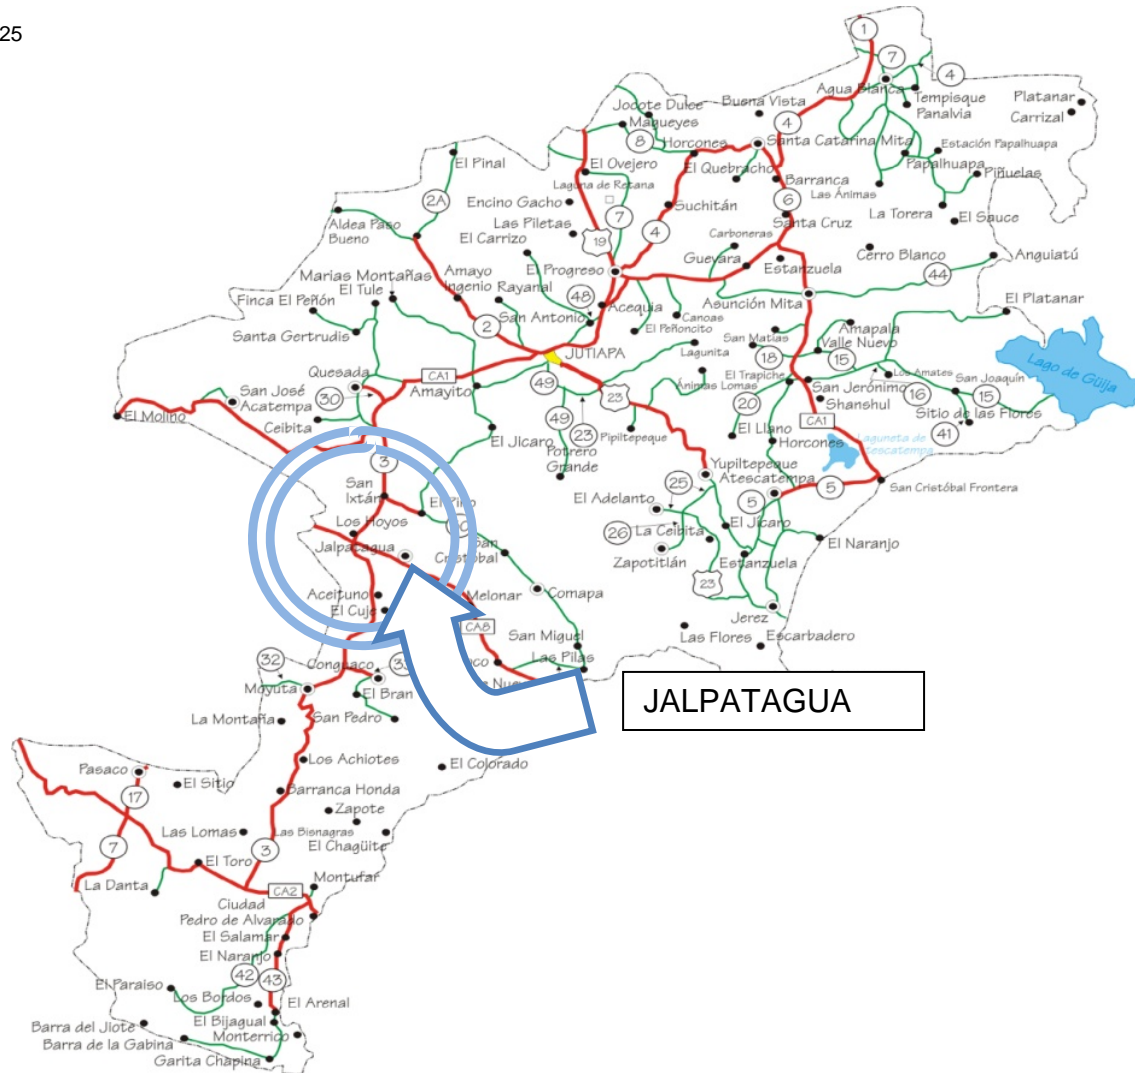 25
1
7
4
Agua Blanca
Tempisque
Panalvia
Platanar
Carrizal
Jocote Dulce
Buena Vista
Maqueyes
4
8
Horcones
Santa Catarina Mita
Estación Papalhuapa
El Pinal
El Ovejero
El Quebracho
Papalhuapa
Piñuelas
Laguna de Retana
Barranca
Las Ánimas
2A
Encino Gacho
7
Suchitán
6
La Torera
El Sauce
Aldea Paso
Bueno
Las Piletas
Santa Cruz
El Carrizo
19
4
Carboneras
Cerro Blanco
Anguiatú
Marias Montañas
Amayo
El Progreso
Guevara
Estanzuela
44
El Tule
Ingenio
Rayanal
48
Asunción Mita
El Platanar
Finca El Peñón
San Antonio
Acequia
Canoas
Santa Gertrudis
2
El Peñoncito
San Matías
Amapala
Valle Nuevo
JUTIAPA
Lagunita
18
15
Lago de Güija
Quesada
CA1
Amayito
49
Ánimas Lomas
El Trapiche
San Jerónimo
Los Amates
San Joaquín
San José
Acatempa
30
23
20
Shanshul
16
15
El Molino
Ceibita
49
23
Pipiltepeque
CA1
Sitio de las Flores
El Llano
41
El Jicaro
Potrero
Grande
Horcones
Laguneta de
Atescatempa
3
Yupiltepeque
Atescatempa
San
Ixtán
El Pino
El Adelanto
25
5
5
San Cristóbal Frontera
Los Hoyos
26
La Ceibita
El Jícaro
El Naranjo
Jalpatagua
San
Cristobal
Zapotitlán
Estanzuela
23
Aceituno
Melonar
Comapa
El Cuje
Jerez
CA8
San Miguel
Las Flores
Escarbadero
32
Conguaco
Las Pilas
Moyuta
El Bran
JALPATAGUA
La Montaña
San Pedro
Los Achiotes
El Colorado
Pasaco
El Sitio
17
Barranca Honda
Zapote
Las Lomas
Las Bisnagras
7
3
El Chagüite
El Toro
La Danta
CA2
Montufar
Ciudad
Pedro de Alvarado
El Salamar
El Naranjo
42
43
El Paraiso
Los Bordos
El Arenal
Barra del Jiote
El Bijagual
Barra de la Gabina
Monterrico
Garita Chapina